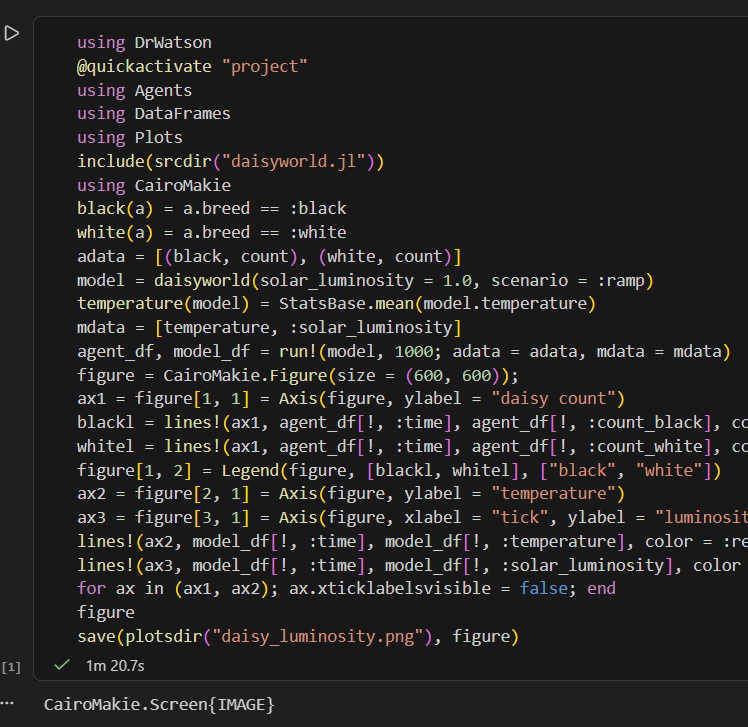 using DrWatson
@quickactivate "project"
using Agents
using DataFrames
using Plots
include(srcdir("daisyworld.jl"))
using CairoMakie
black(a) = a.breed == :black
white(a) = a.breed == :white
adata = [(black, count), (white, count)]
model = daisyworld(solar_luminosity = 1.0, scenario = :ramp)
temperature(model) = StatsBase.mean(model.temperature)
mdata = [temperature, :solar_luminosity]
agent_df, model_df = run!(model, 1000; adata = adata, mdata = mdata)
figure = CairoMakie.Figure(size = (600, 600));
ax1 = figure[1, 1] = Axis(figure, ylabel = "daisy count")
blackl = lines!(ax1, agent_df[!, :time], agent_df[!, :count_black], co
whitel = lines!(ax1, agent_df[!, :time], agent_df[!, :count_white], co
figure[1, 2] = Legend(figure, [blackl, whitel], ["black", "white"])
ax2 = figure[2, 1] = Axis(figure, ylabel = "temperature")
ax3 = figure[3, 1] = Axis(figure, xlabel = "tick", ylabel = "luminosit
lines!(ax2, model_df[!, :time], model_df[!, :temperature], color = :re
lines!(ax3, model_df[!, :time], model_df[!, :solar_luminosity], color
for ax in (ax1, ax2); ax.xticklabelsvisible = false; end
figure
save(plotsdir("daisy_luminosity.png"), figure)
[1] ✓ 1m 20.7s
... CairoMakie.Screen{IMAGE}